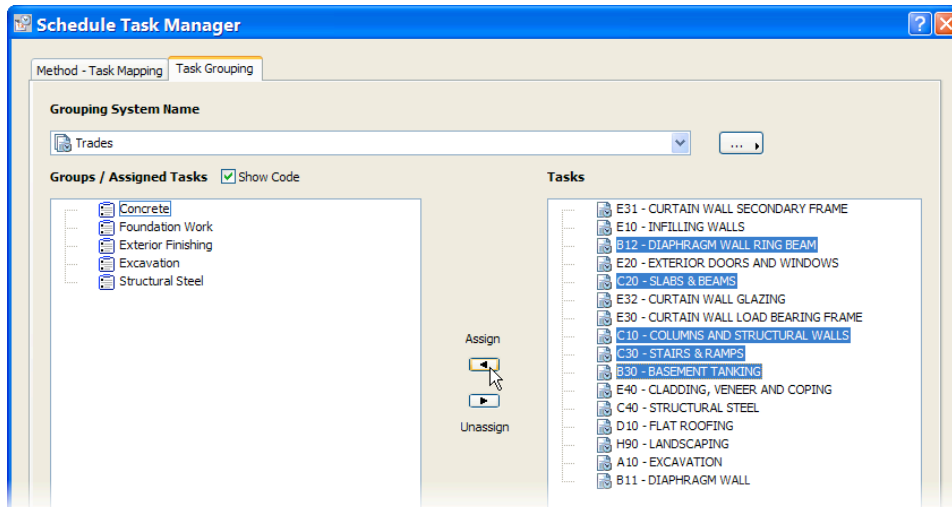 Schedule Task Manager
Method - Task Mapping
Task Grouping
Grouping System Name
Trades
...
Groups / Assigned Tasks
Show Code
Concrete
Foundation Work
Exterior Finishing
Excavation
Structural Steel
Assign
Unassign
Tasks
E31 - CURTAIN WALL SECONDARY FRAME
E10 - INFILLING WALLS
B12 - DIAPHRAGM WALL RING BEAM
E20 - EXTERIOR DOORS AND WINDOWS
C20 - SLABS & BEAMS
E32 - CURTAIN WALL GLAZING
E30 - CURTAIN WALL LOAD BEARING FRAME
C10 - COLUMNS AND STRUCTURAL WALLS
C30 - STAIRS & RAMPS
B30 - BASEMENT TANKING
E40 - CLADDING, VENEER AND COPING
C40 - STRUCTURAL STEEL
D10 - FLAT ROOFING
H90 - LANDSCAPING
A10 - EXCAVATION
B11 - DIAPHRAGM WALL